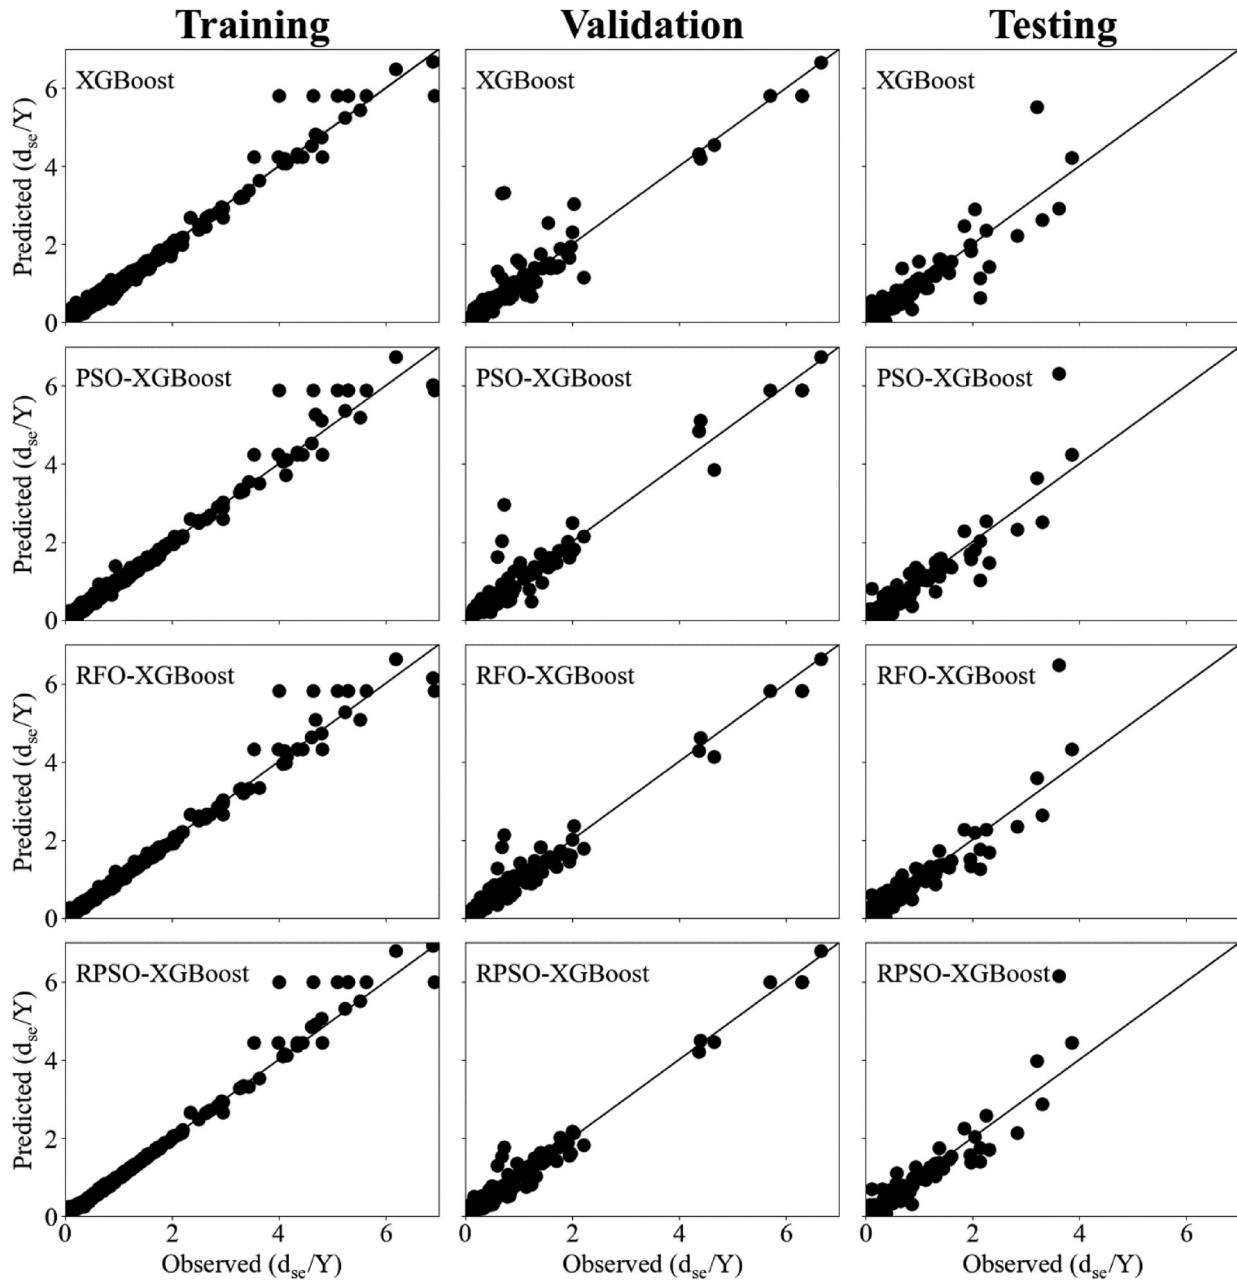 Training Validation Testing
XGBoost XGBoost XGBoost
6
4
2
0
Predicted (dse/Y)
PSO-XGBoost PSO-XGBoost PSO-XGBoost
6
4
2
0
Predicted (dse/Y)
RFO-XGBoost RFO-XGBoost RFO-XGBoost
6
4
2
0
Predicted (dse/Y)
RPSO-XGBoost RPSO-XGBoost RPSO-XGBoost
6
4
2
0
Predicted (dse/Y)
0 2 4 6 0 2 4 6 0 2 4 6
Observed (dse/Y) Observed (dse/Y) Observed (dse/Y)